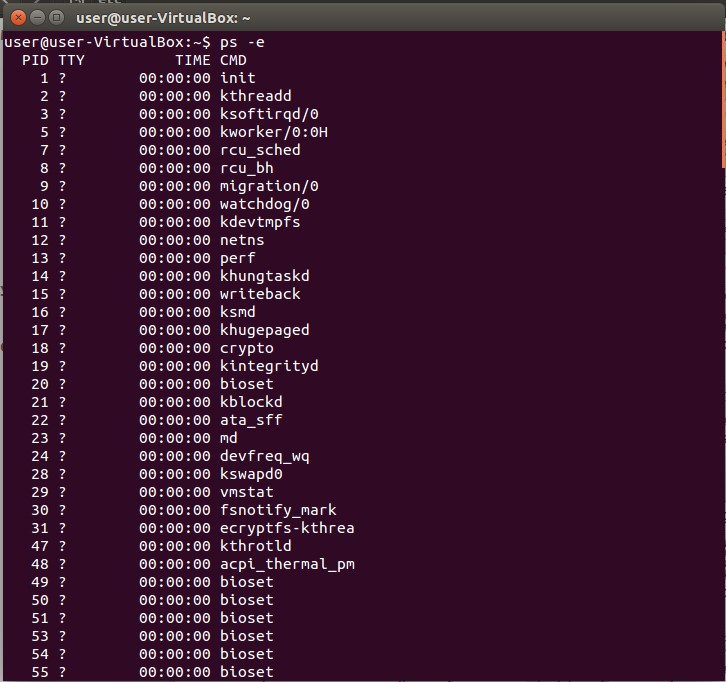 user@user-VirtualBox: ~
user@user-VirtualBox:~$ ps -e
  PID TTY          TIME CMD
    1 ?        00:00:00 init
    2 ?        00:00:00 kthreadd
    3 ?        00:00:00 ksoftirqd/0
    5 ?        00:00:00 kworker/0:0H
    7 ?        00:00:00 rcu_sched
    8 ?        00:00:00 rcu_bh
    9 ?        00:00:00 migration/0
   10 ?        00:00:00 watchdog/0
   11 ?        00:00:00 kdevtmpfs
   12 ?        00:00:00 netns
   13 ?        00:00:00 perf
   14 ?        00:00:00 khungtaskd
   15 ?        00:00:00 writeback
   16 ?        00:00:00 ksmd
   17 ?        00:00:00 khugepaged
   18 ?        00:00:00 crypto
   19 ?        00:00:00 kintegrityd
   20 ?        00:00:00 bioset
   21 ?        00:00:00 kblockd
   22 ?        00:00:00 ata_sff
   23 ?        00:00:00 md
   24 ?        00:00:00 devfreq_wq
   28 ?        00:00:00 kswapd0
   29 ?        00:00:00 vmstat
   30 ?        00:00:00 fsnotify_mark
   31 ?        00:00:00 ecryptfs-kthrea
   47 ?        00:00:00 kthrotld
   48 ?        00:00:00 acpi_thermal_pm
   49 ?        00:00:00 bioset
   50 ?        00:00:00 bioset
   51 ?        00:00:00 bioset
   53 ?        00:00:00 bioset
   54 ?        00:00:00 bioset
   55 ?        00:00:00 bioset